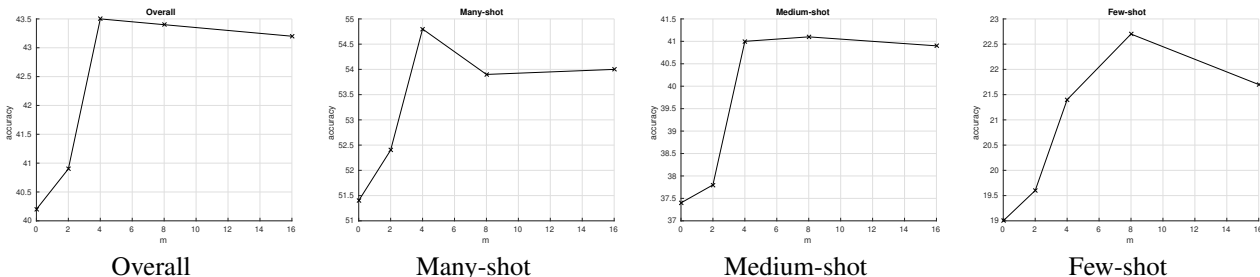 Overall
43.5
43
42.5
42
41.5
41
40.5
40
accuracy
0 2 4 6 8 10 12 14 16
m
Overall
Many-shot
55
54.5
54
53.5
53
52.5
52
51.5
51
accuracy
0 2 4 6 8 10 12 14 16
m
Many-shot
Medium-shot
41.5
41
40.5
40
39.5
39
38.5
38
37.5
37
accuracy
0 2 4 6 8 10 12 14 16
m
Medium-shot
Few-shot
23
22.5
22
21.5
21
20.5
20
19.5
19
accuracy
0 2 4 6 8 10 12 14 16
m
Few-shot